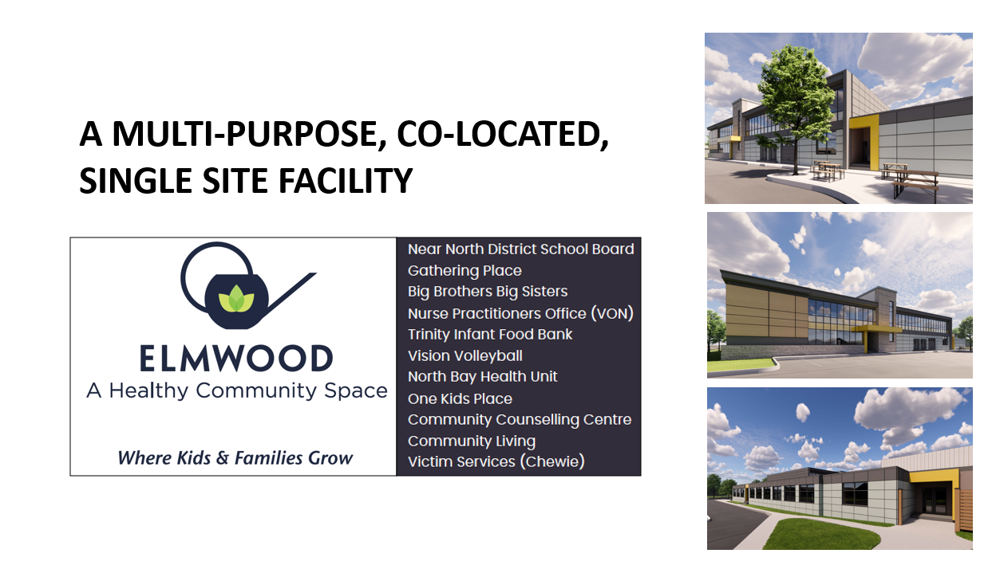 A MULTI-PURPOSE, CO-LOCATED,
SINGLE SITE FACILITY
ELMWOOD
A Healthy Community Space
Where Kids & Families Grow
Near North District School Board
Gathering Place
Big Brothers Big Sisters
Nurse Practitioners Office (VON)
Trinity Infant Food Bank
Vision Volleyball
North Bay Health Unit
One Kids Place
Community Counselling Centre
Community Living
Victim Services (Chewie)